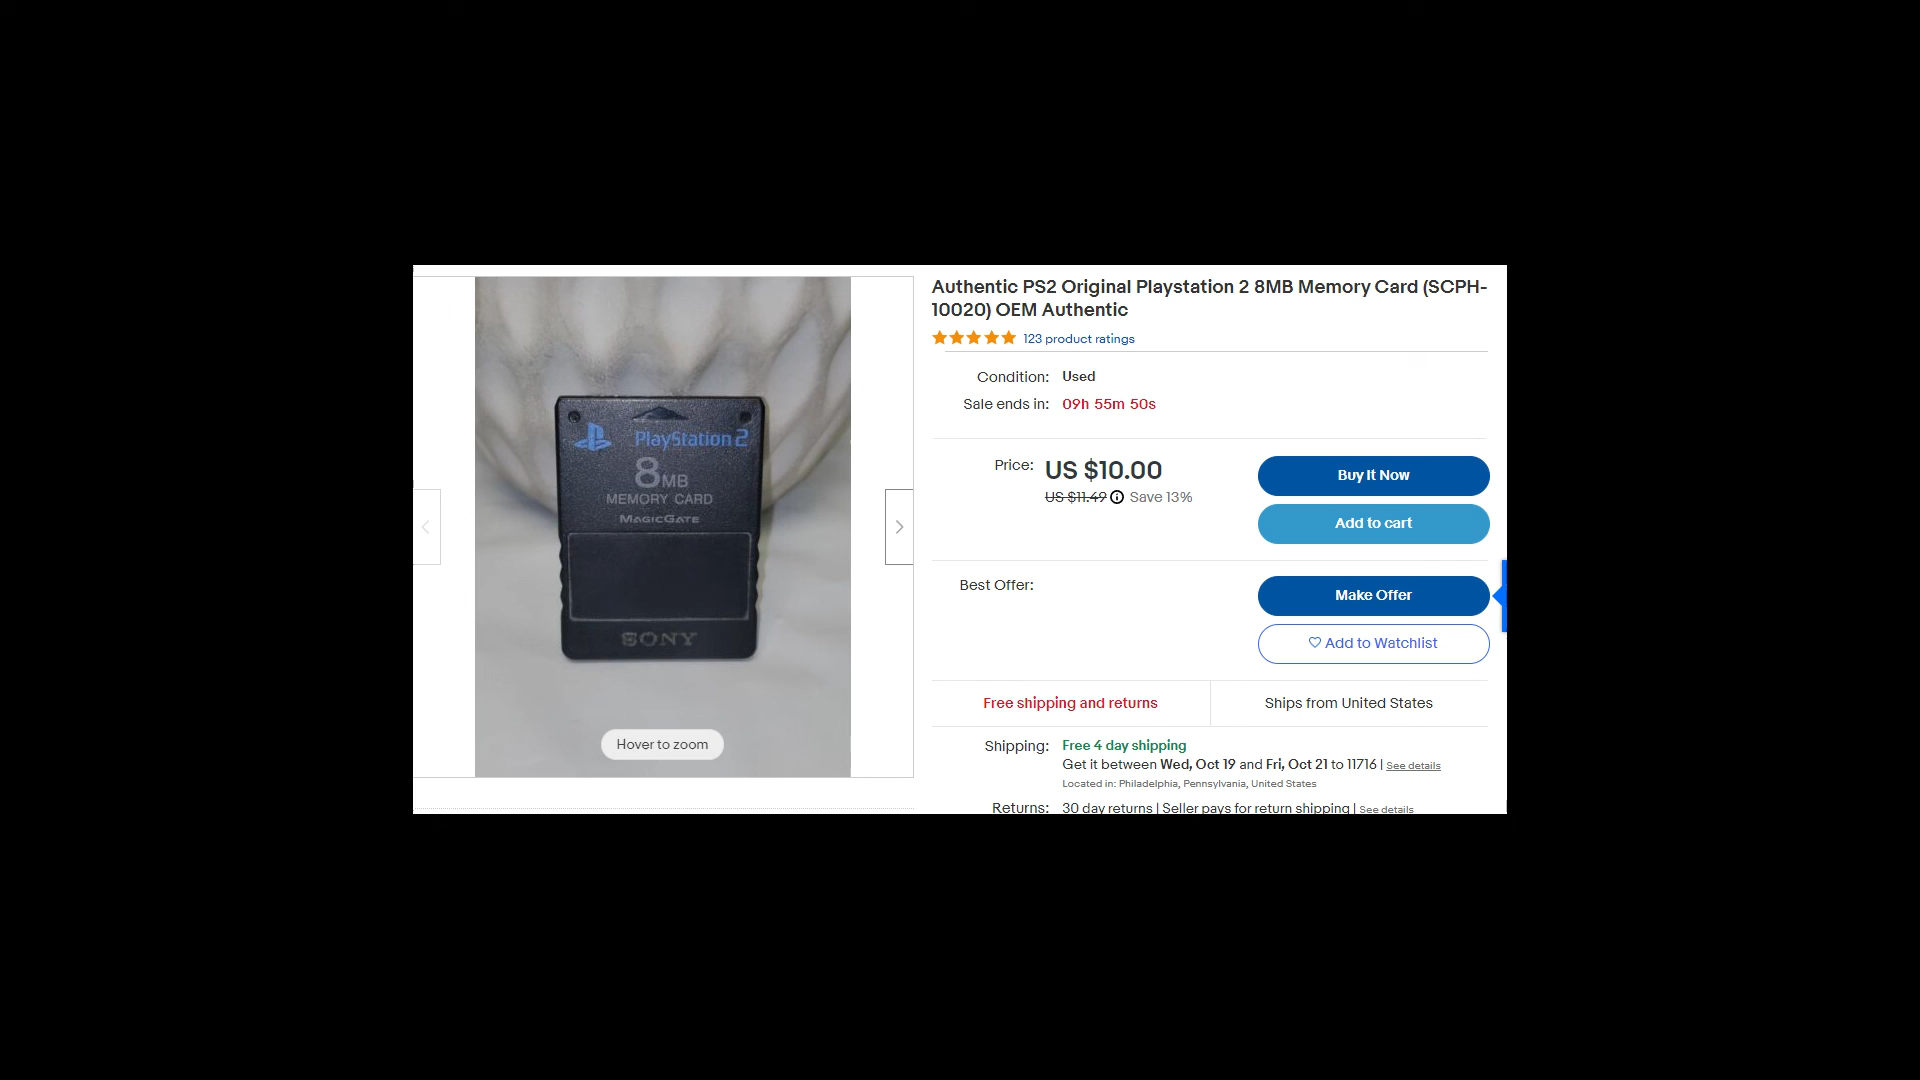 Authentic PS2 Original Playstation 2 8MB Memory Card (SCPH-
10020) OEM Authentic
123 product ratings
Condition: Used
Sale ends in: 09h 55m 50s
Price: US $10.00
US $11.49 Save 13%
Buy It Now
Add to cart
Best Offer:
Make Offer
Add to Watchlist
Free shipping and returns
Ships from United States
Shipping: Free 4 day shipping
Get it between Wed, Oct 19 and Fri, Oct 21 to 11716 | See details
Located in: Philadelphia, Pennsylvania, United States
Returns: 30 day returns | Seller pays for return shipping | See details
PlayStation 2
8MB
MEMORY CARD
MAGICGATE
SONY
Hover to zoom